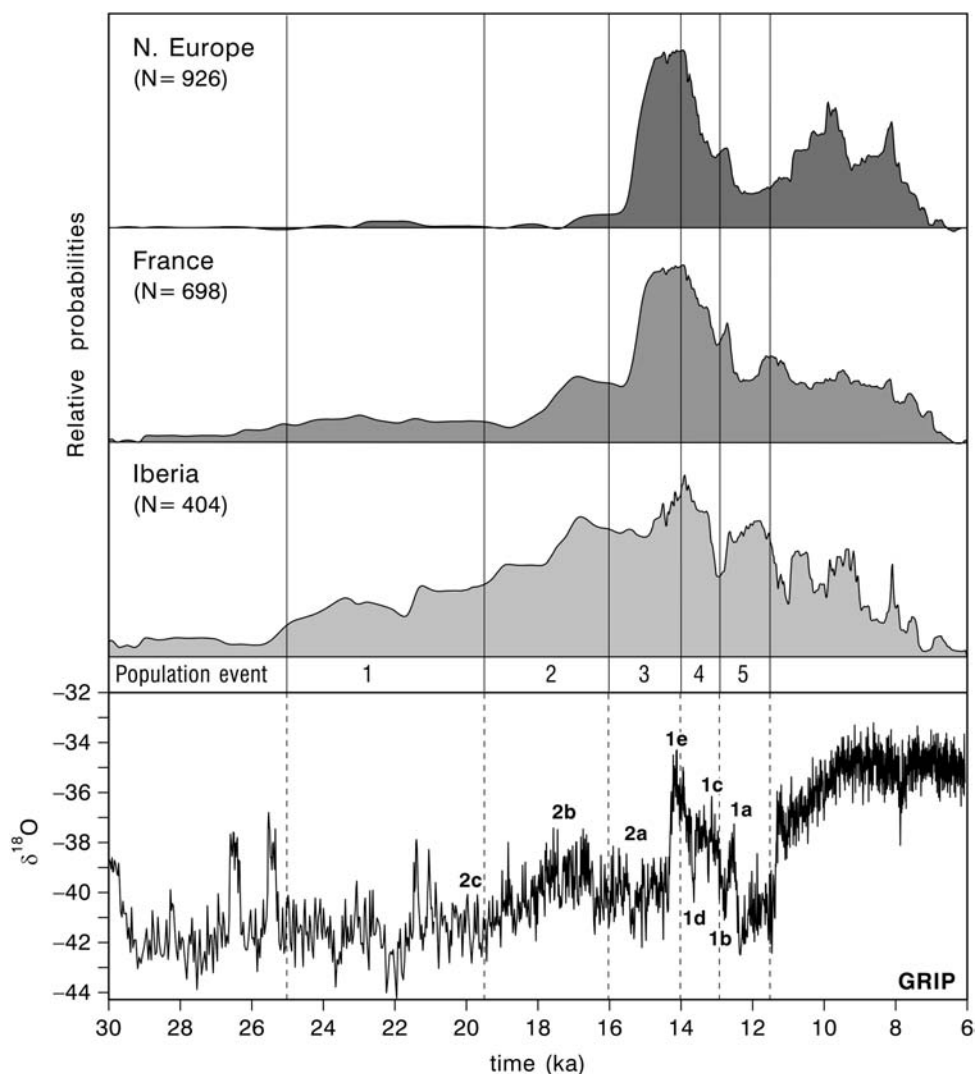 N. Europe
(N= 926)
France
(N= 698)
Iberia
(N= 404)
Relative probabilities
Population event 1 2 3 4 5
−32
−34
−36
−38
−40
−42
−44
δ18O
2c
2b
2a
1e
1d
1c
1b
1a
GRIP
30 28 26 24 22 20 18 16 14 12 10 8 6
time (ka)